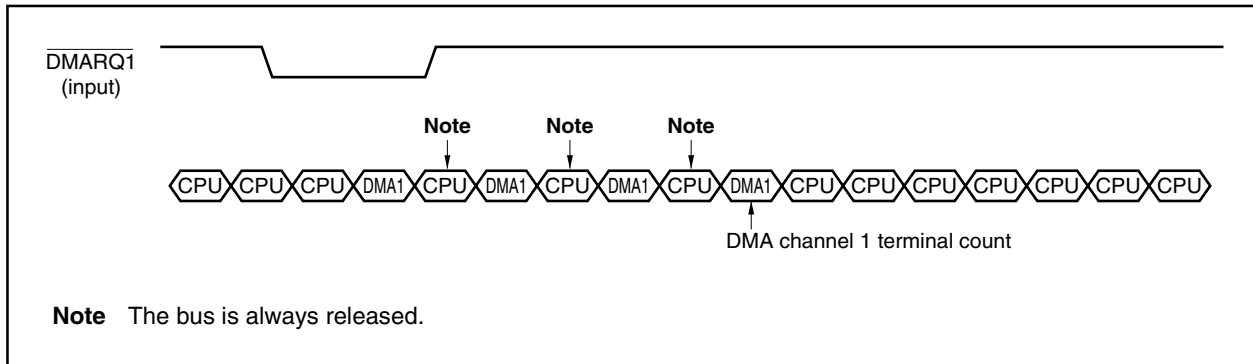 DMARQ1
(input)
Note Note Note
CPU CPU CPU DMA1 CPU DMA1 CPU DMA1 CPU DMA1 CPU CPU CPU CPU CPU CPU CPU
DMA channel 1 terminal count
Note The bus is always released.